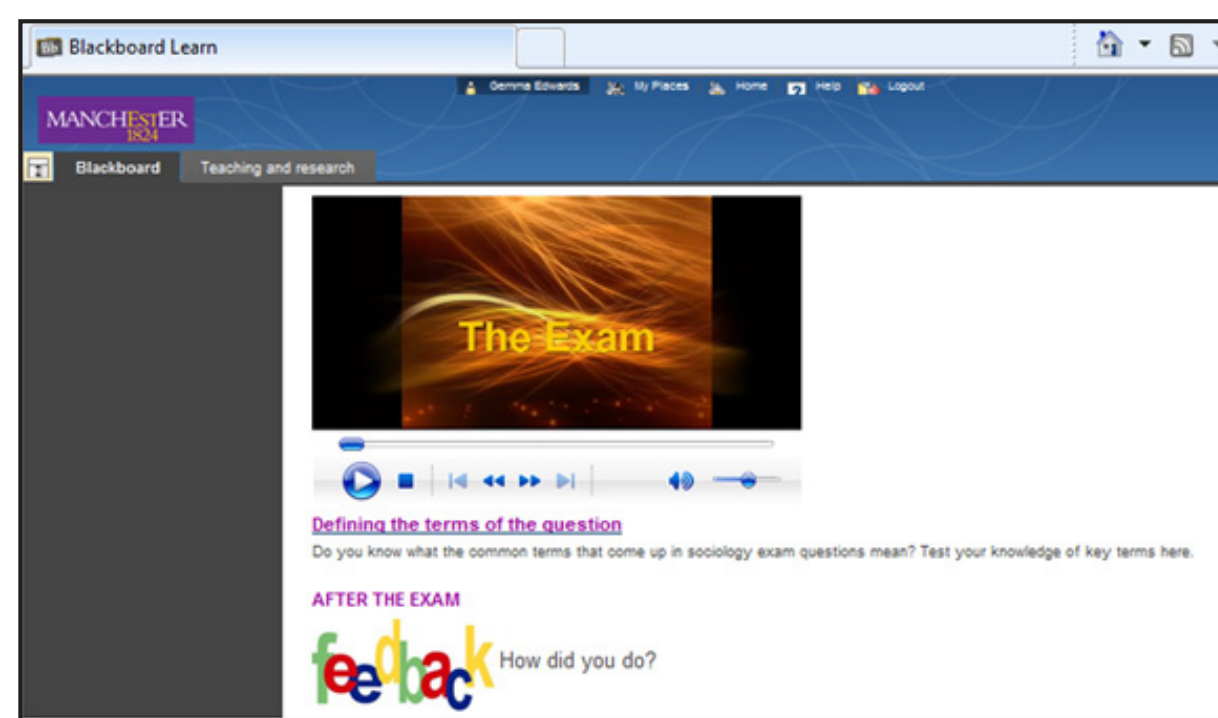 Bb Blackboard Learn
Gemma Edwards My Places Home Help Logout
MANCHESTER
1824
Blackboard Teaching and research
The Exam
Defining the terms of the question
Do you know what the common terms that come up in sociology exam questions mean? Test your knowledge of key terms here.
AFTER THE EXAM
feedback How did you do?